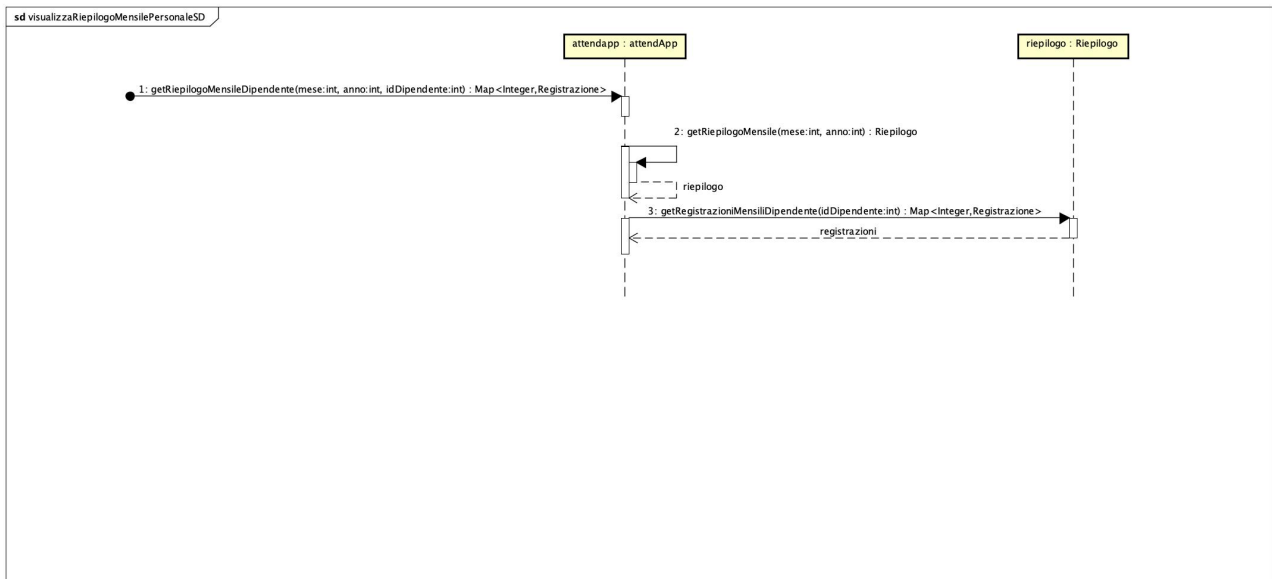 sd visualizzaRiepilogoMensilePersonaleSD
attendapp : attendApp
riepilogo : Riepilogo
1: getRiepilogoMensileDipendente(mese:int, anno:int, idDipendente:int) : Map<Integer,Registrazione>
2: getRiepilogoMensile(mese:int, anno:int) : Riepilogo
riepilogo
3: getRegistrazioniMensiliDipendente(idDipendente:int) : Map<Integer,Registrazione>
registrazioni